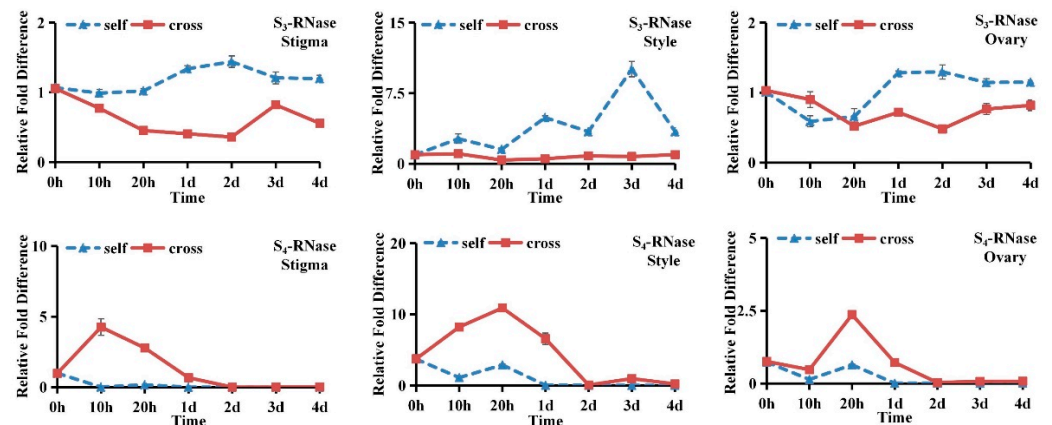 Relative Fold Difference
2
1
0
self cross
S₃-RNase
Stigma
0h 10h 20h 1d 2d 3d 4d
Time
Relative Fold Difference
15
7.5
0
self cross
S₃-RNase
Style
0h 10h 20h 1d 2d 3d 4d
Time
Relative Fold Difference
2
1
0
self cross
S₃-RNase
Ovary
0h 10h 20h 1d 2d 3d 4d
Time
Relative Fold Difference
10
5
0
self cross
S₄-RNase
Stigma
0h 10h 20h 1d 2d 3d 4d
Time
Relative Fold Difference
20
10
0
self cross
S₄-RNase
Style
0h 10h 20h 1d 2d 3d 4d
Time
Relative Fold Difference
5
2.5
0
self cross
S₄-RNase
Ovary
0h 10h 20h 1d 2d 3d 4d
Time